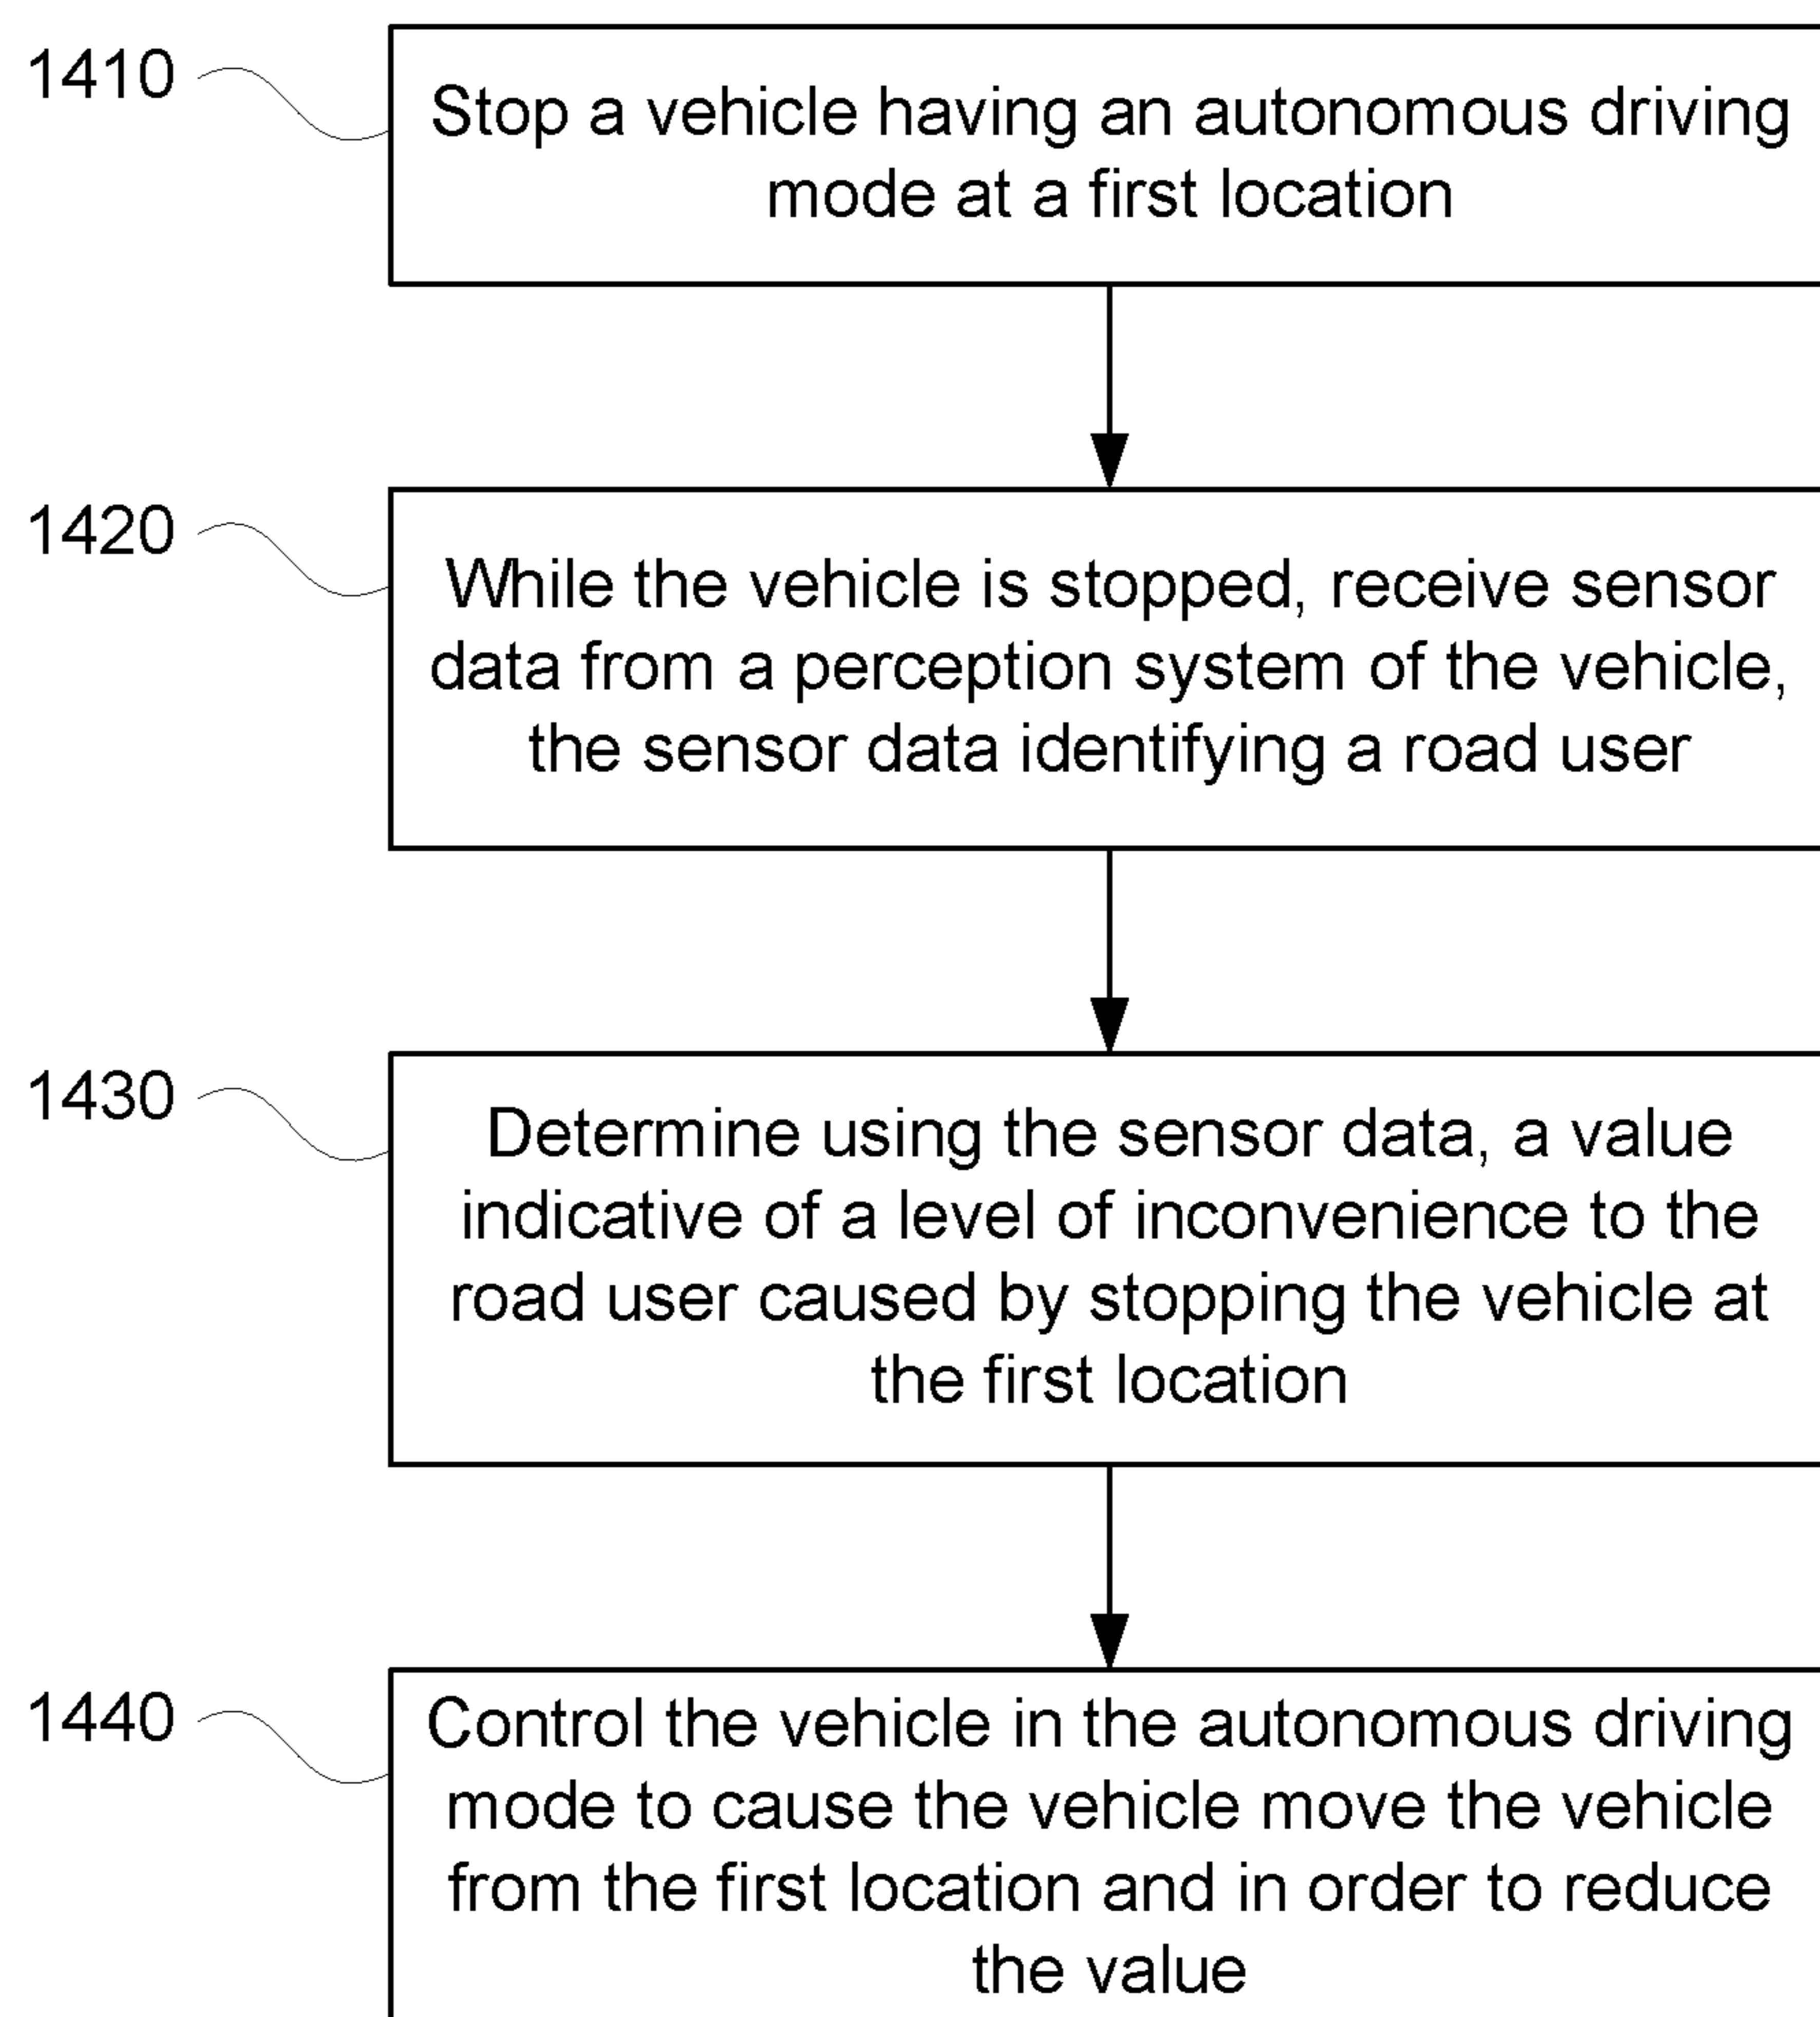 1410
Stop a vehicle having an autonomous driving
mode at a first location
1420
While the vehicle is stopped, receive sensor
data from a perception system of the vehicle,
the sensor data identifying a road user
1430
Determine using the sensor data, a value
indicative of a level of inconvenience to the
road user caused by stopping the vehicle at
the first location
1440
Control the vehicle in the autonomous driving
mode to cause the vehicle move the vehicle
from the first location and in order to reduce
the value